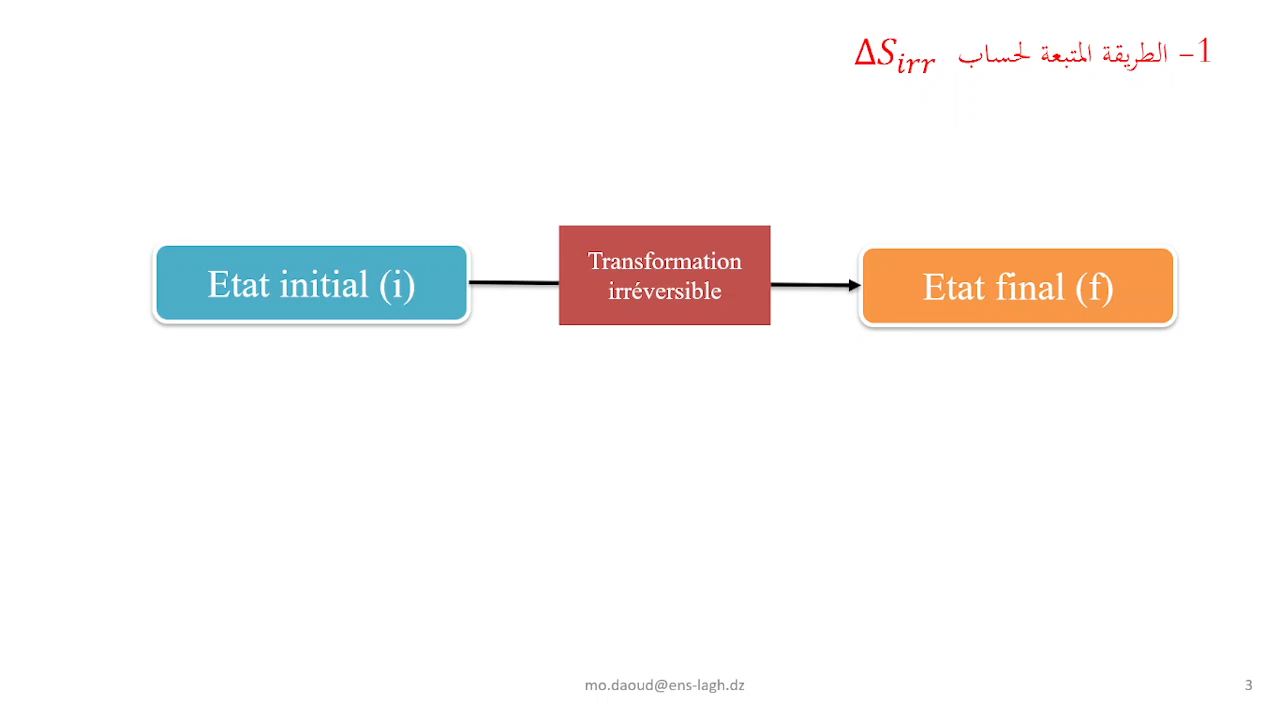 1- الطريقة المتبعة لحساب ΔS_irr
Etat initial (i)
Transformation
irréversible
Etat final (f)
mo.daoud@ens-lagh.dz
3